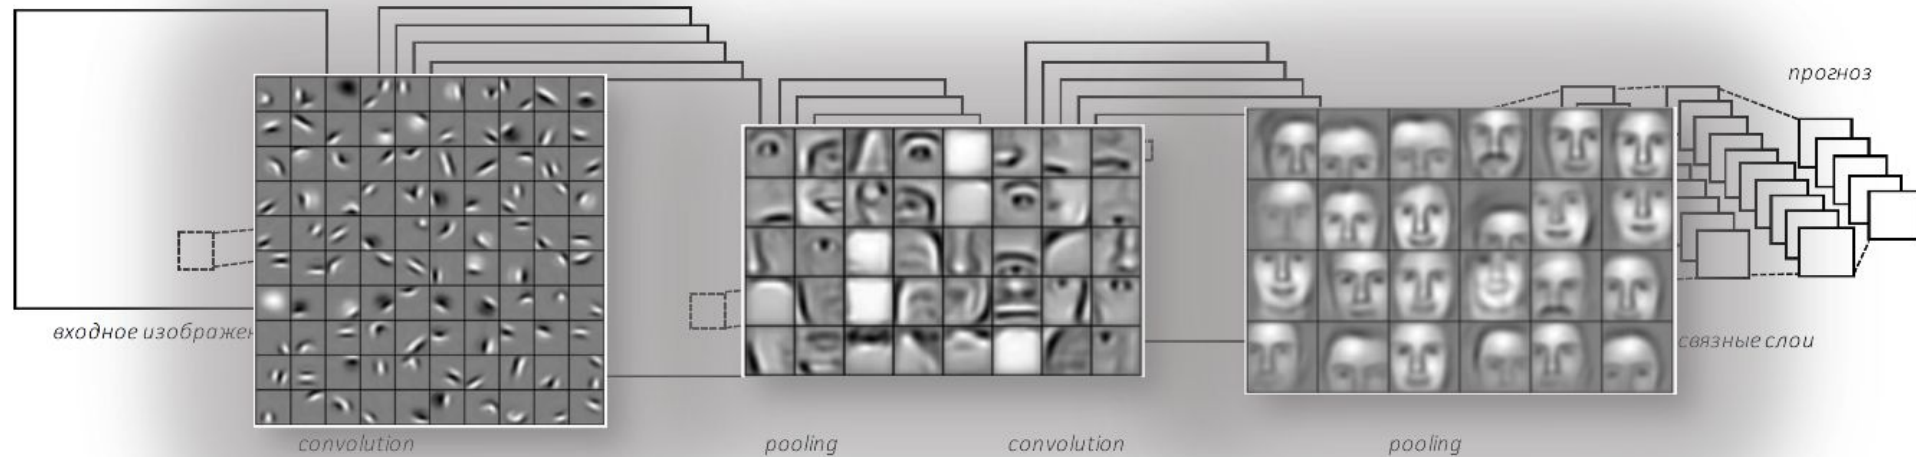 прогноз
входное изображен
связные слои
convolution
pooling
convolution
pooling